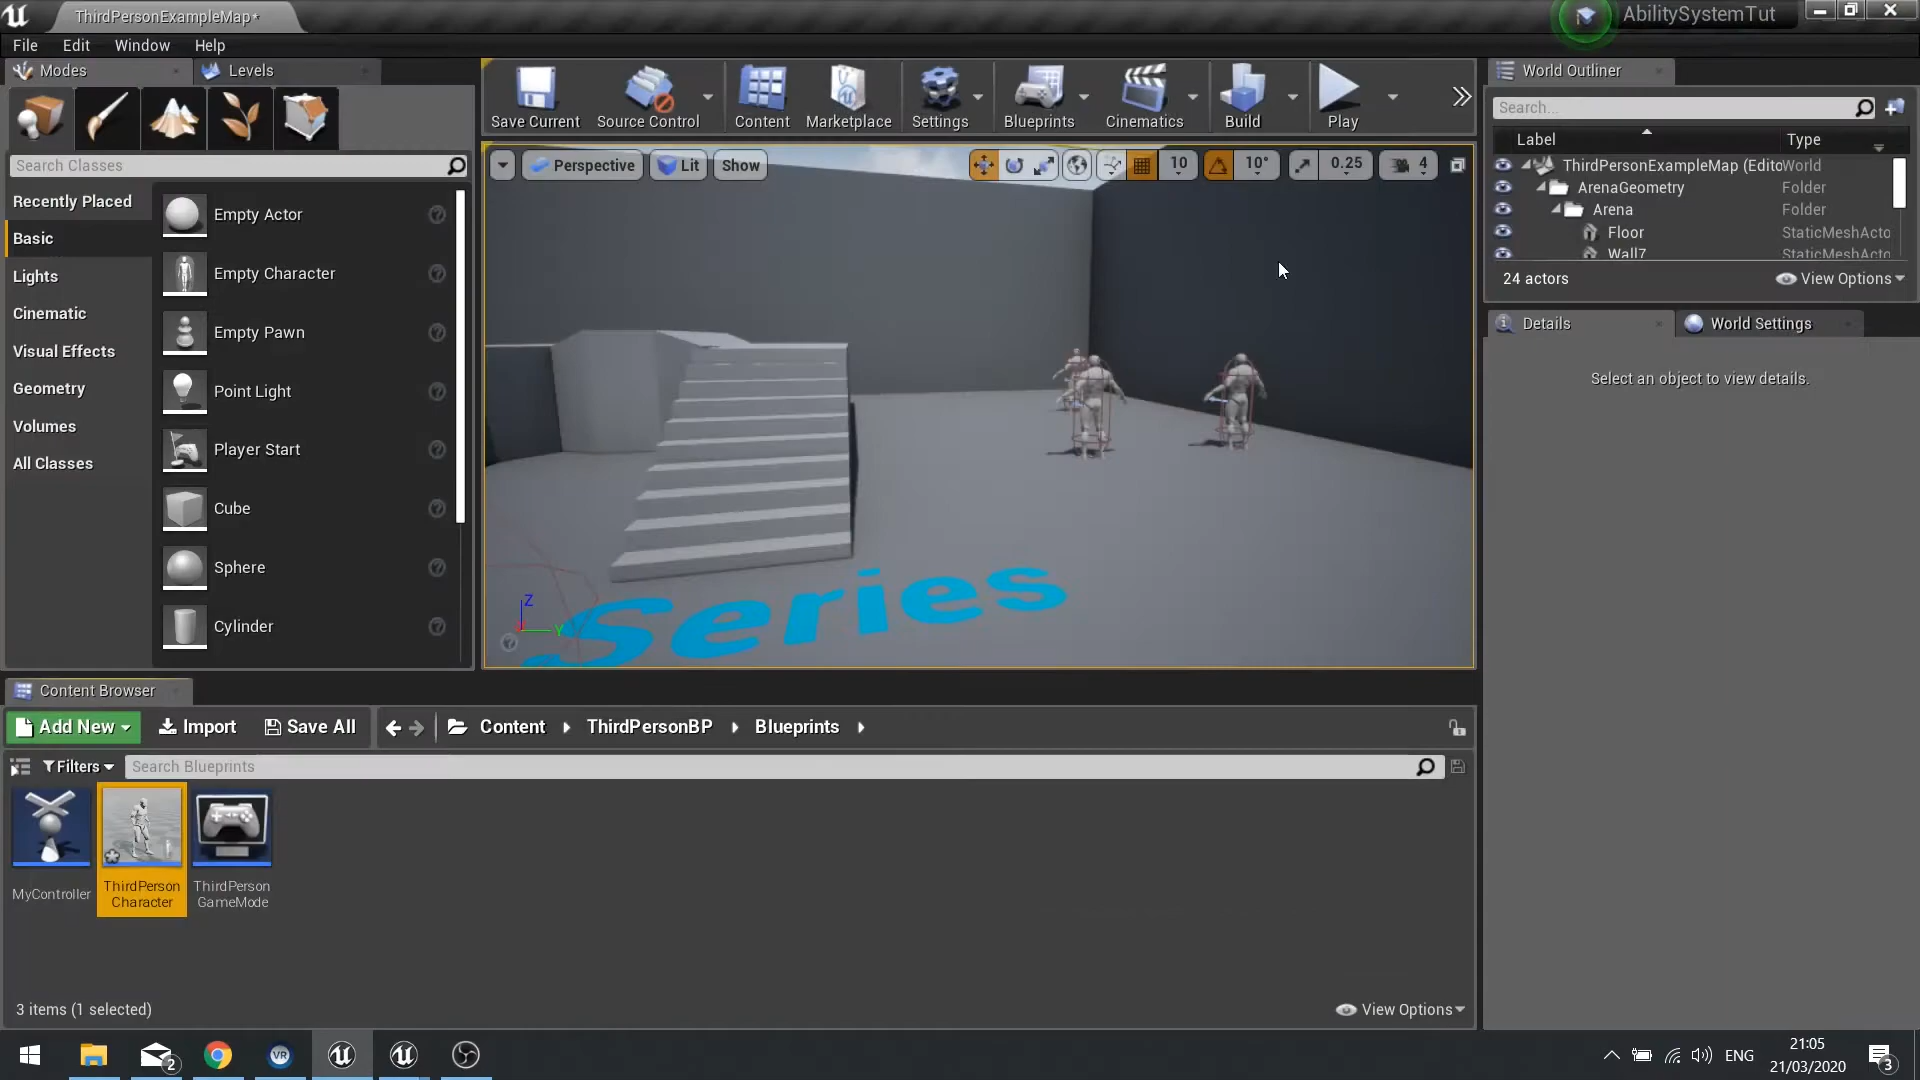 ThirdPersonExampleMap*
AbilitySystemTut
File Edit Window Help
Modes Levels
Save Current Source Control Content Marketplace Settings Blueprints Cinematics Build Play
World Outliner
Search...
Label Type
Search Classes
Perspective Lit Show 10 10° 0.25 4
ThirdPersonExampleMap (Edito World
ArenaGeometry Folder
Arena Folder
Floor StaticMeshActo
Wall7 StaticMeshActo
24 actors View Options
Recently Placed
Basic
Lights
Cinematic
Visual Effects
Geometry
Volumes
All Classes
Empty Actor
Empty Character
Empty Pawn
Point Light
Player Start
Cube
Sphere
Cylinder
Details World Settings
Select an object to view details.
Series
Z
Y
Content Browser
Add New Import Save All Content ThirdPersonBP Blueprints
Filters Search Blueprints
MyController
ThirdPerson
Character
ThirdPerson
GameMode
3 items (1 selected) View Options
2 VR ENG
21:05
21/03/2020
3